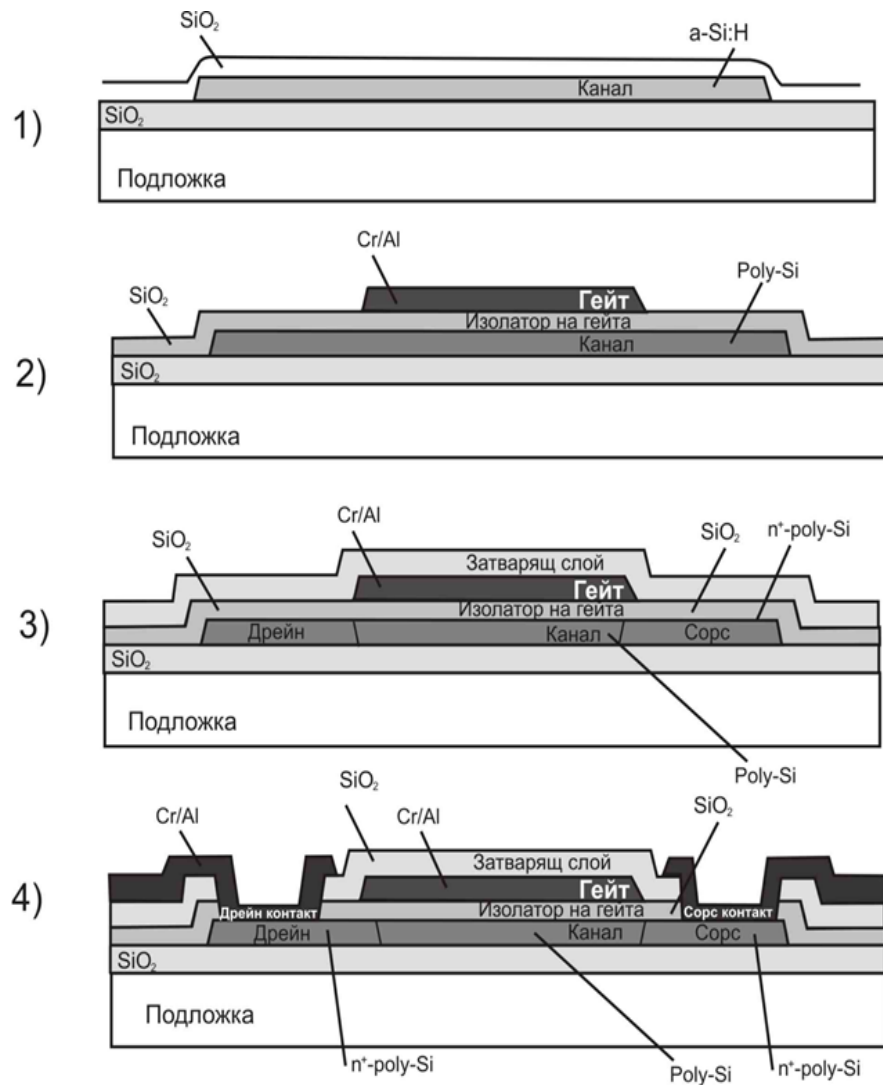 SiO₂
a-Si:H
Канал
SiO₂
1)
Подложка
Cr/Al
Poly-Si
SiO₂
Гейт
Изолатор на гейта
Канал
SiO₂
2)
Подложка
Cr/Al
n⁺-poly-Si
SiO₂
SiO₂
Затварящ слой
Гейт
Изолатор на гейта
3)
Дрейн
Канал
Сорс
SiO₂
Подложка
Poly-Si
SiO₂
Cr/Al
Cr/Al
SiO₂
Затварящ слой
4)
Гейт
Дрейн контакт
Изолатор на гейта
Сорс контакт
Дрейн
Канал
Сорс
SiO₂
Подложка
n⁺-poly-Si
Poly-Si
n⁺-poly-Si